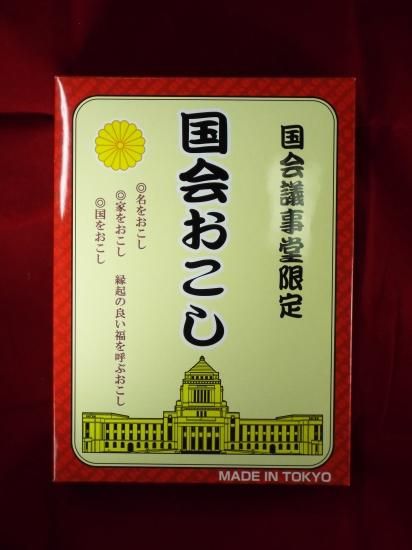 国会議事堂限定
国会おこし
◎名をおこし
◎家をおこし 縁起の良い福を呼ぶおこし
◎国をおこし
MADE IN TOKYO